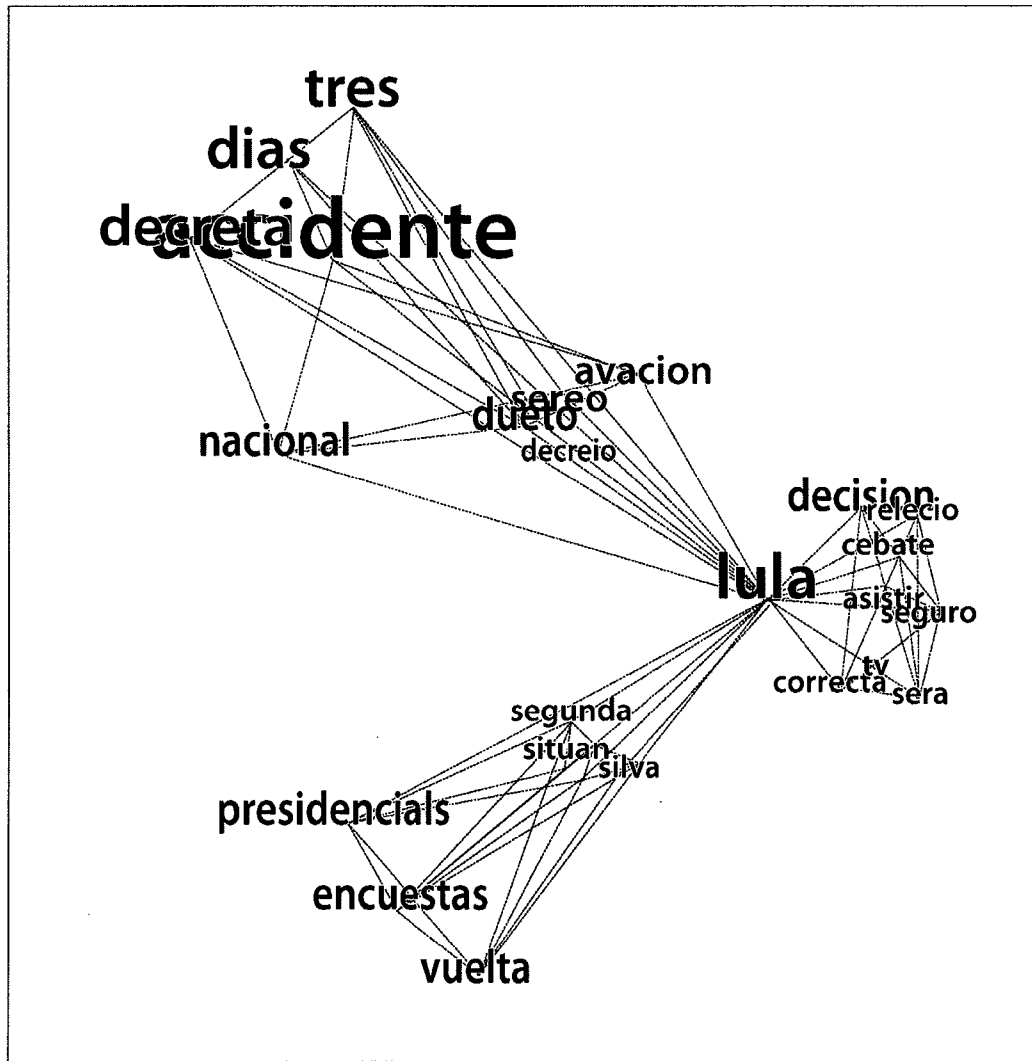 tres
dias
decreta
accidente
avacion
sereo
dueto
nacional
decreio
decision
relecio
cebate
lula
asistir
seguro
tv
correcta
sera
segunda
situan
silva
presidencials
encuestas
vuelta